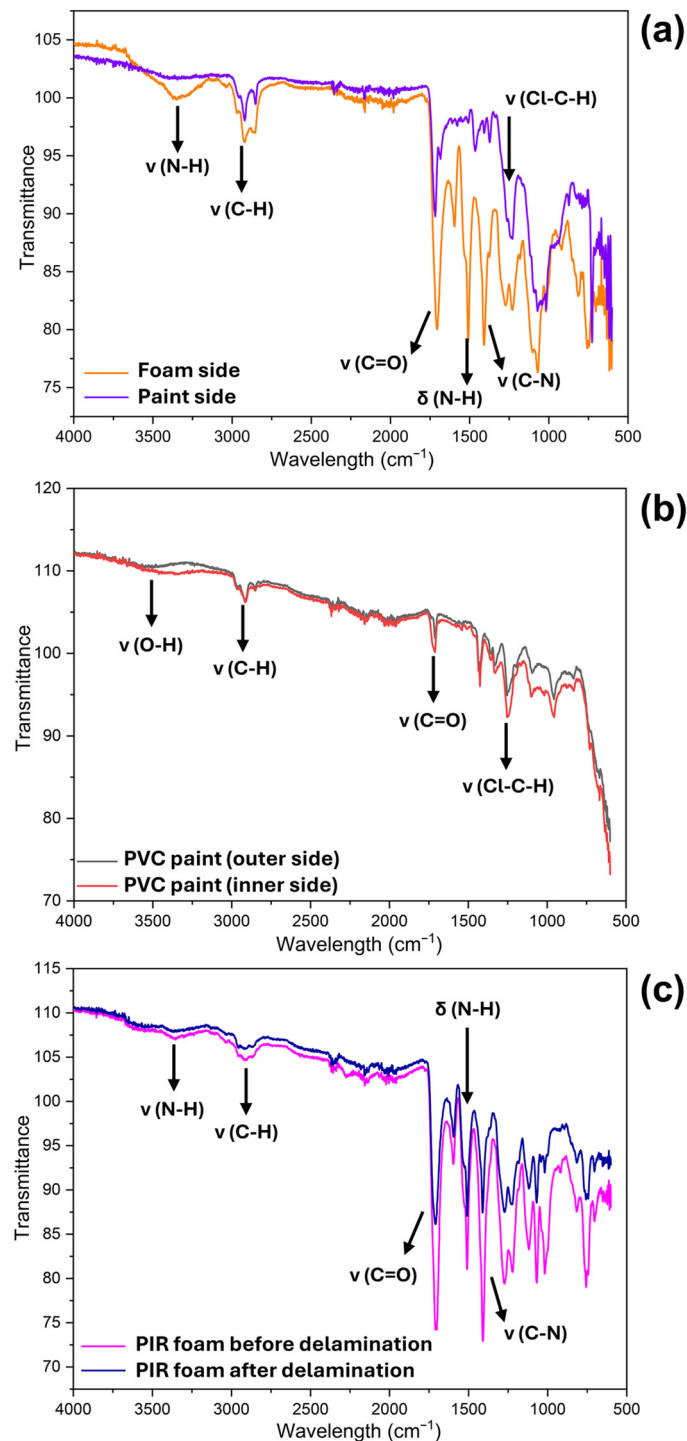 (a)
105
100
95
90
85
80
75
Transmittance
ν (N-H)
ν (C-H)
ν (Cl-C-H)
ν (C=O)
δ (N-H)
ν (C-N)
Foam side
Paint side
4000 3500 3000 2500 2000 1500 1000 500
Wavelength (cm⁻¹)
(b)
120
110
100
90
80
70
Transmittance
ν (O-H)
ν (C-H)
ν (C=O)
ν (Cl-C-H)
PVC paint (outer side)
PVC paint (inner side)
4000 3500 3000 2500 2000 1500 1000 500
Wavelength (cm⁻¹)
(c)
115
110
105
100
95
90
85
80
75
70
Transmittance
δ (N-H)
ν (N-H)
ν (C-H)
ν (C=O)
ν (C-N)
PIR foam before delamination
PIR foam after delamination
4000 3500 3000 2500 2000 1500 1000 500
Wavelength (cm⁻¹)